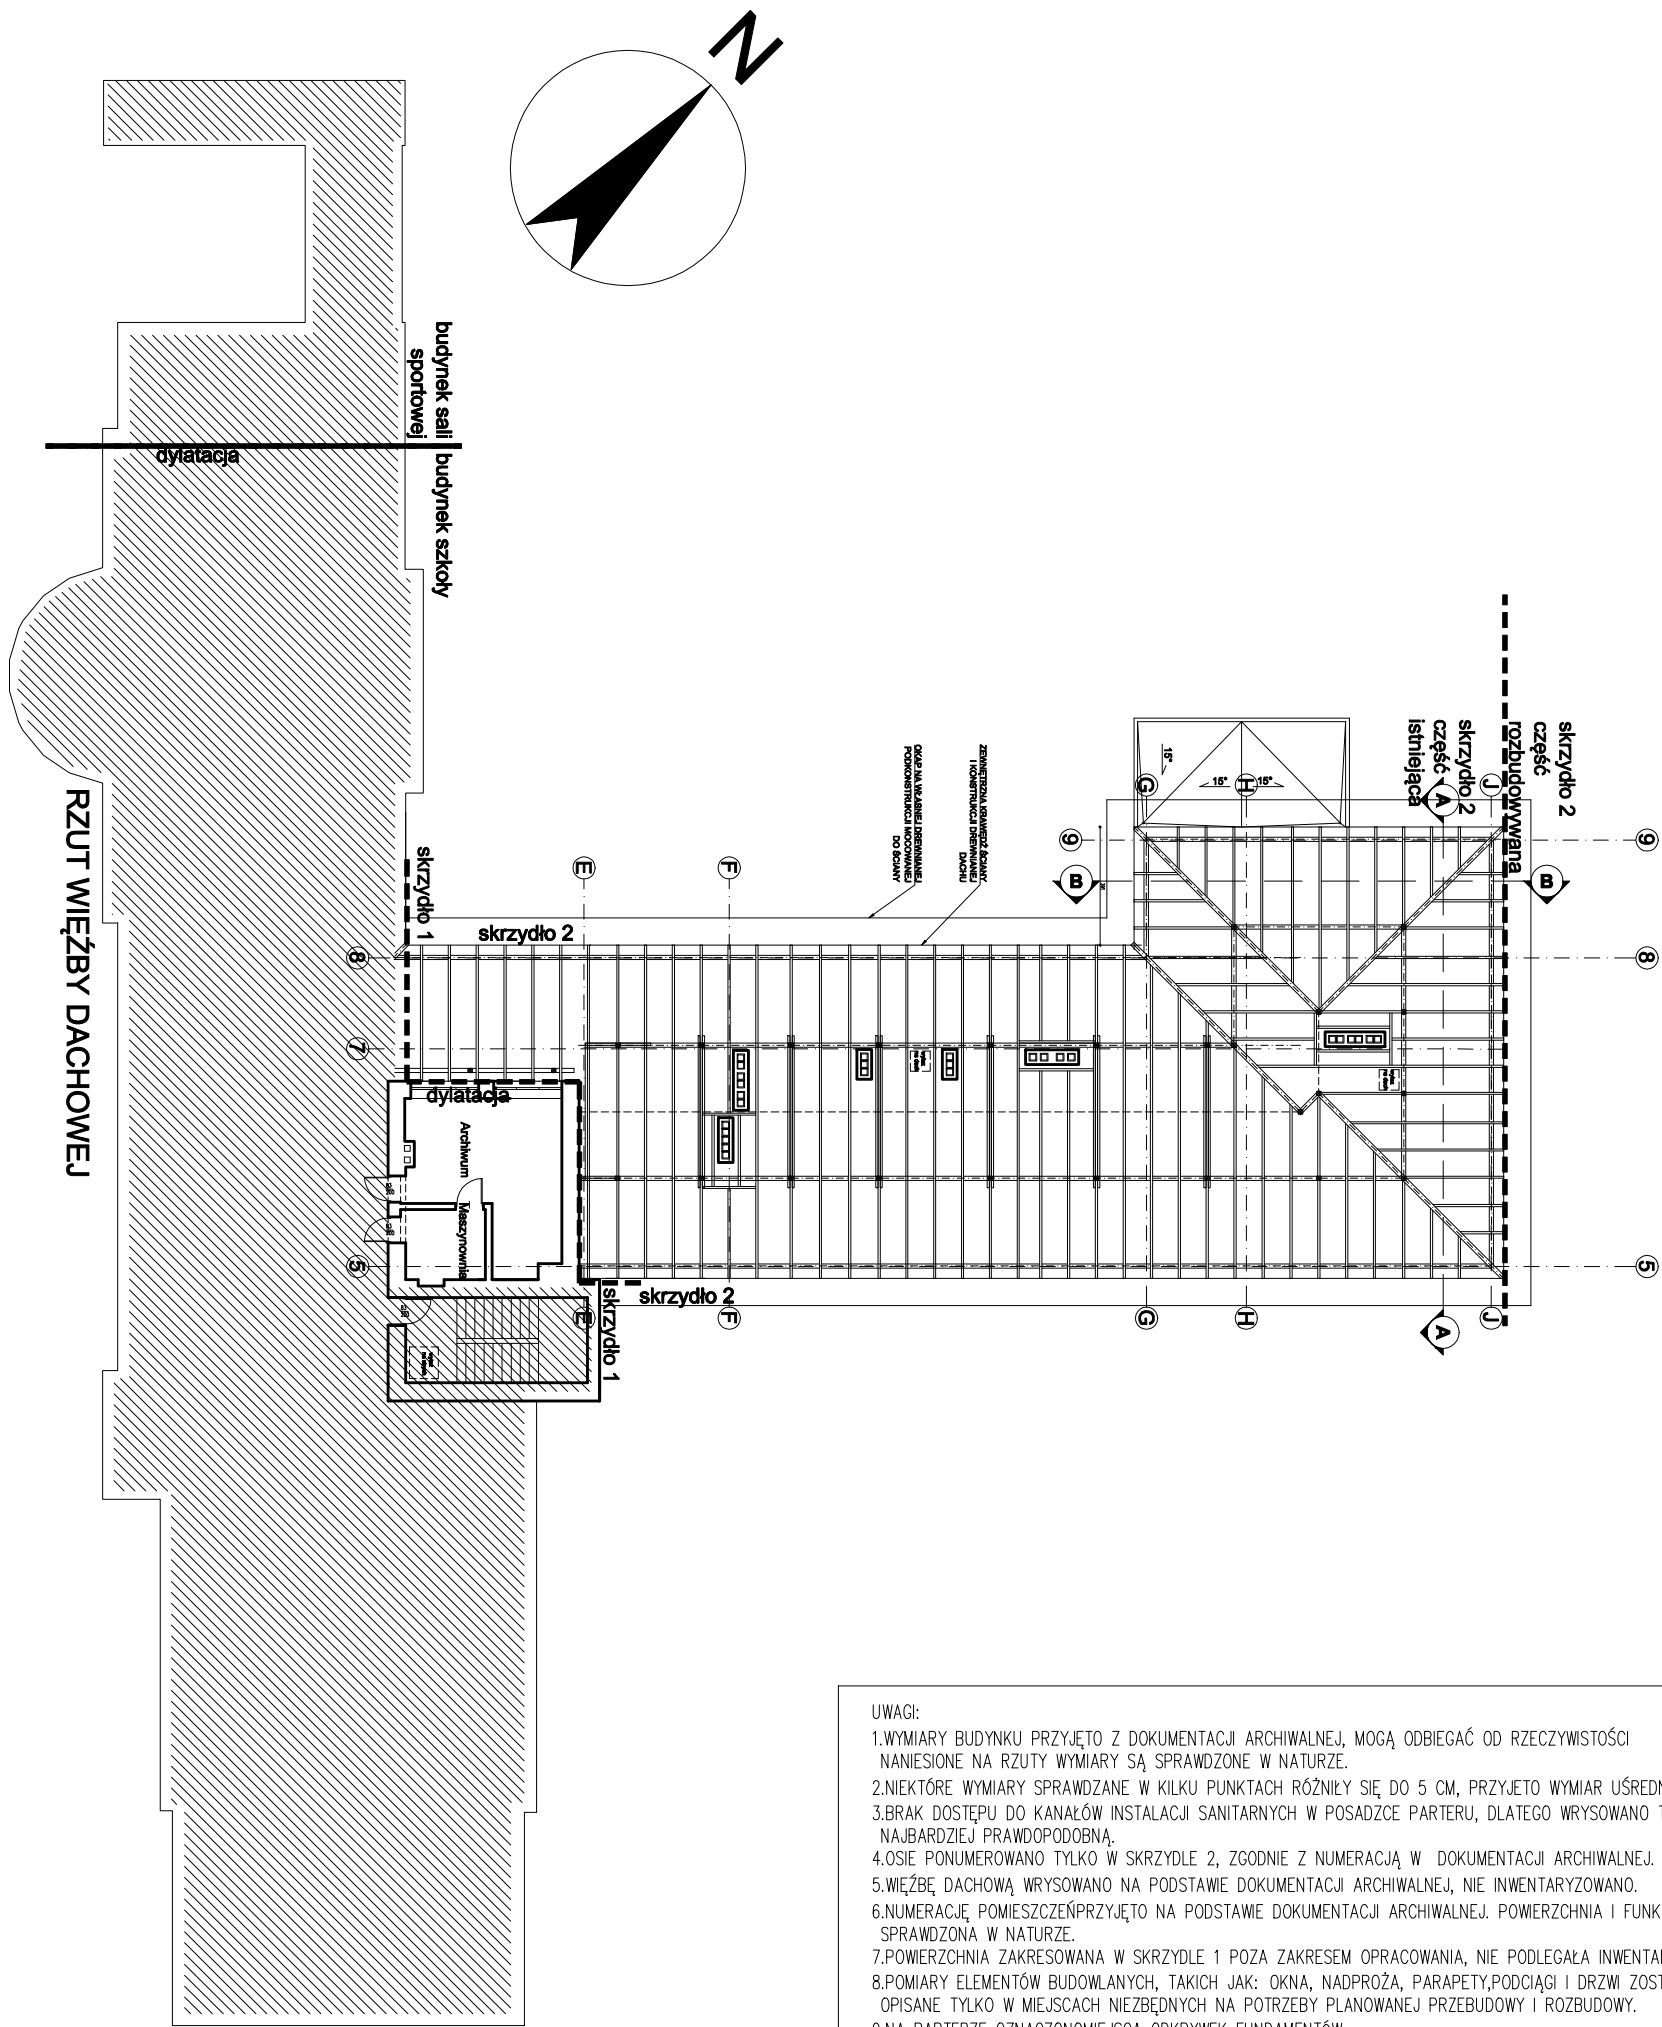 N
budynek sali
sportowej
budynek szkoły
dylatacja
RZUT WIĘŹBY DACHOWEJ
skrzydło 2
część
rozbudowywana
skrzydło 2
część
istniejąca
ZEWNĘTRZNA KRAWĘDŹ ŚCIANY
I KONSTRUKCJI DREWNIANEJ
DACHU
OKAP NA WŁASNEJ DREWNIANEJ
PODKONSTRUKCJI MOCOWANEJ
DO ŚCIANY
15°
15°
15°
G
H
J
A
9
9
B
B
E
F
skrzydło 1
skrzydło 2
8
8
7
wyłaz
na dach
wyłaz
na dach
dylatacja
Archiwum
Maszynownia
5
5
skrzydło 2
skrzydło 1
E
F
G
H
A
J
UWAGI:
1.WYMIARY BUDYNKU PRZYJĘTO Z DOKUMENTACJI ARCHIWALNEJ, MOGĄ ODBIEGAĆ OD RZECZYWISTOŚCI
NANIESIONE NA RZUTY WYMIARY SĄ SPRAWDZONE W NATURZE.
2.NIEKTÓRE WYMIARY SPRAWDZANE W KILKU PUNKTACH RÓŻNIŁY SIĘ DO 5 CM, PRZYJETO WYMIAR UŚREDN
3.BRAK DOSTĘPU DO KANAŁÓW INSTALACJI SANITARNYCH W POSADZCE PARTERU, DLATEGO WRYSOWANO T
NAJBARDZIEJ PRAWDOPODOBNĄ.
4.OSIE PONUMEROWANO TYLKO W SKRZYDLE 2, ZGODNIE Z NUMERACJĄ W DOKUMENTACJI ARCHIWALNEJ.
5.WIĘŹBĘ DACHOWĄ WRYSOWANO NA PODSTAWIE DOKUMENTACJI ARCHIWALNEJ, NIE INWENTARYZOWANO.
6.NUMERACJĘ POMIESZCZEŃPRZYJĘTO NA PODSTAWIE DOKUMENTACJI ARCHIWALNEJ. POWIERZCHNIA I FUNK
SPRAWDZONA W NATURZE.
7.POWIERZCHNIA ZAKRESOWANA W SKRZYDLE 1 POZA ZAKRESEM OPRACOWANIA, NIE PODLEGAŁA INWENTA
8.POMIARY ELEMENTÓW BUDOWLANYCH, TAKICH JAK: OKNA, NADPROŻA, PARAPETY,PODCIĄGI I DRZWI ZOST
OPISANE TYLKO W MIEJSCACH NIEZBĘDNYCH NA POTRZEBY PLANOWANEJ PRZEBUDOWY I ROZBUDOWY.